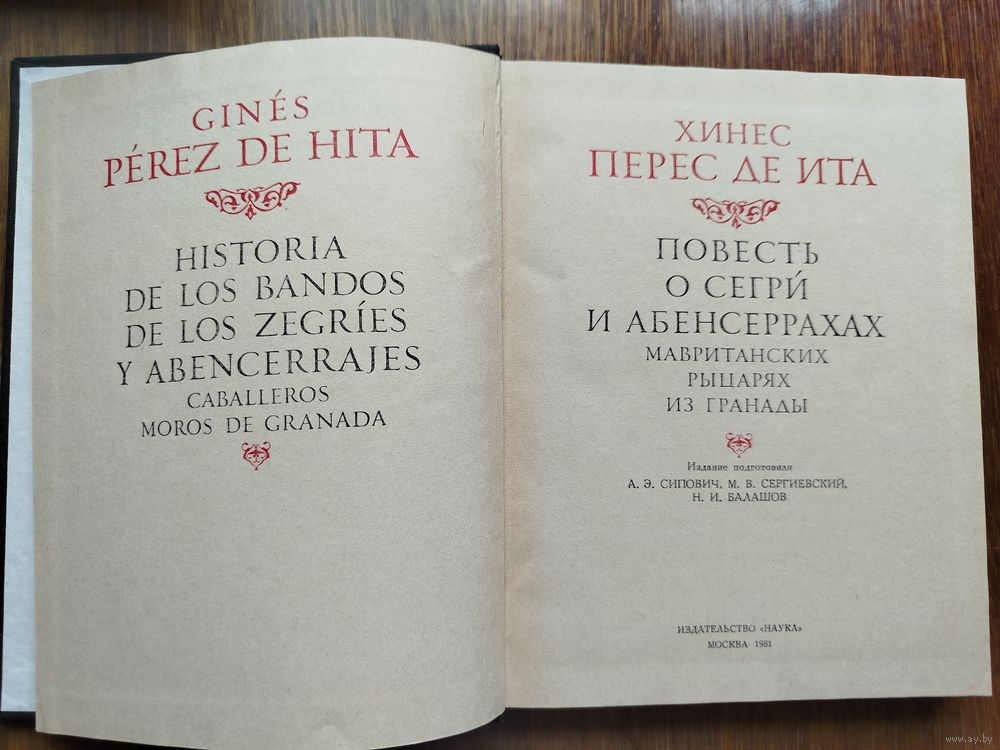 GINÉS
PÉREZ DE HITA
HISTORIA
DE LOS BANDOS
DE LOS ZEGRÍES
Y ABENCERRAJES
CABALLEROS
MOROS DE GRANADA
ХИНЕС
ПЕРЕС ДЕ ИТА
ПОВЕСТЬ
О СЕГРИ́
И АБЕНСЕРРАХАХ
МАВРИТАНСКИХ
РЫЦАРЯХ
ИЗ ГРАНАДЫ
Издание подготовили
А. Э. СИПОВИЧ, М. В. СЕРГИЕВСКИЙ,
Н. И. БАЛАШОВ
ИЗДАТЕЛЬСТВО «НАУКА»
МОСКВА 1981
www.ay.by